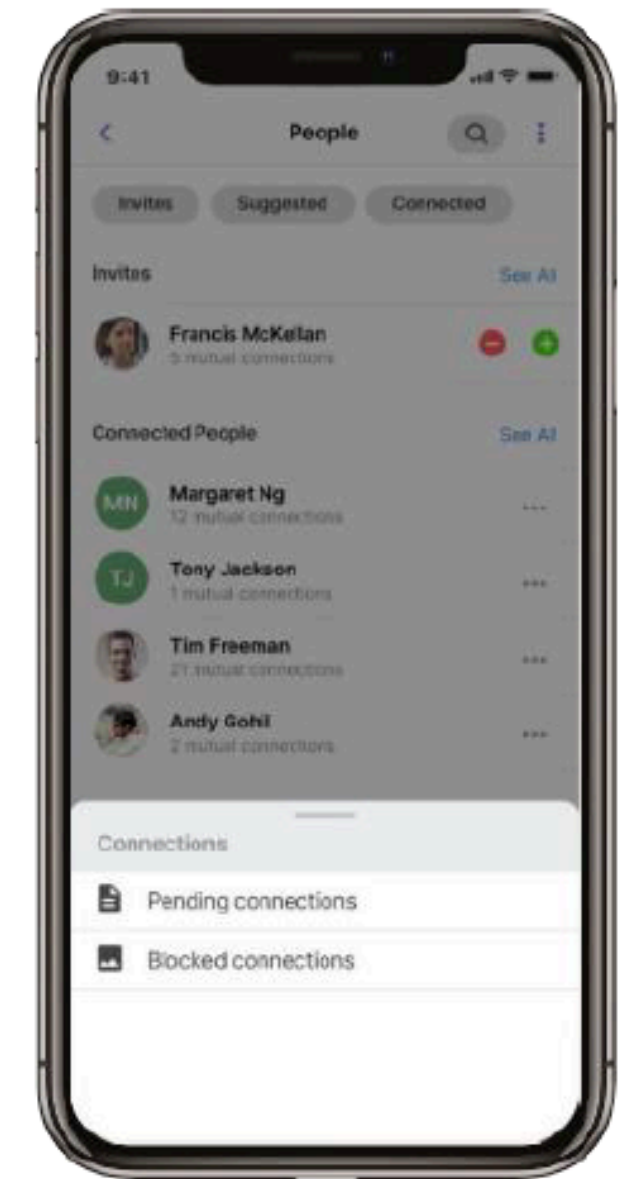 9:41
People
Invites Suggested Connected
Invites See All
Francis McKellan
5 mutual connections
Connected People See All
MN Margaret Ng
12 mutual connections
TJ Tony Jackson
1 mutual connections
Tim Freeman
21 mutual connections
Andy Gohil
2 mutual connections
Connections
Pending connections
Blocked connections